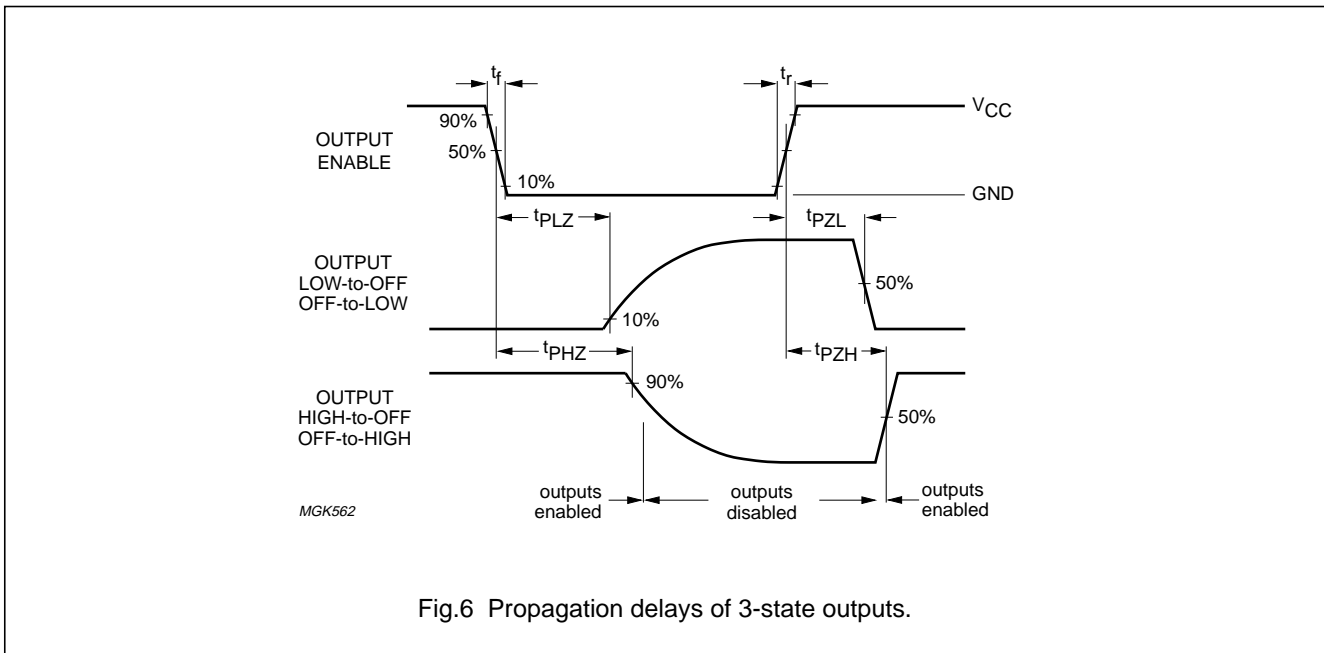 tf
tr
VCC
90%
OUTPUT
ENABLE
50%
10%
GND
tPLZ
tPZL
OUTPUT
LOW-to-OFF
OFF-to-LOW
50%
10%
tPHZ
tPZH
OUTPUT
HIGH-to-OFF
OFF-to-HIGH
90%
50%
outputs
enabled
outputs
disabled
outputs
enabled
MGK562
Fig.6 Propagation delays of 3-state outputs.